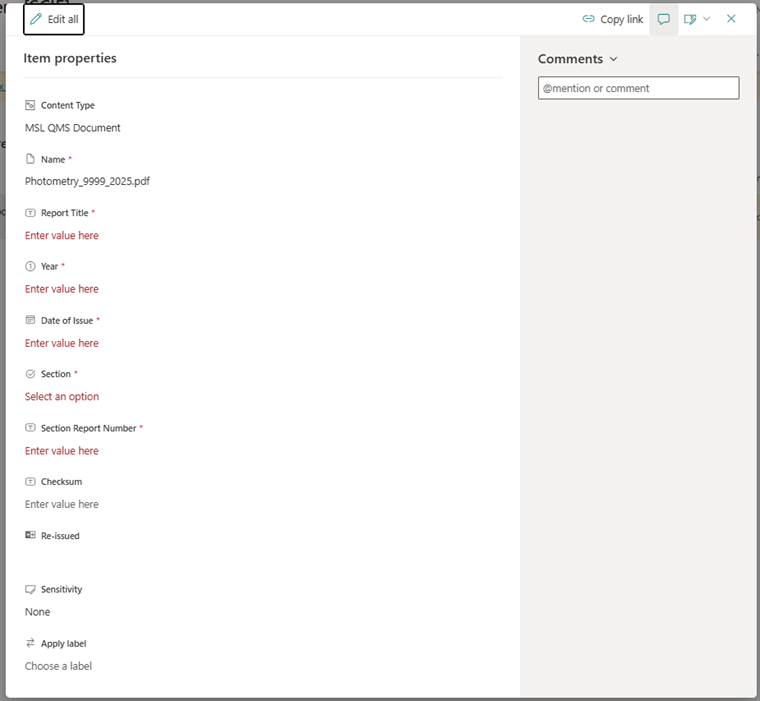 Edit all
Copy link
Item properties
Content Type
MSL QMS Document
Name *
Photometry_9999_2025.pdf
Report Title *
Enter value here
Year *
Enter value here
Date of Issue *
Enter value here
Section *
Select an option
Section Report Number *
Enter value here
Checksum
Enter value here
Re-issued
Sensitivity
None
Apply label
Choose a label
Comments
@mention or comment